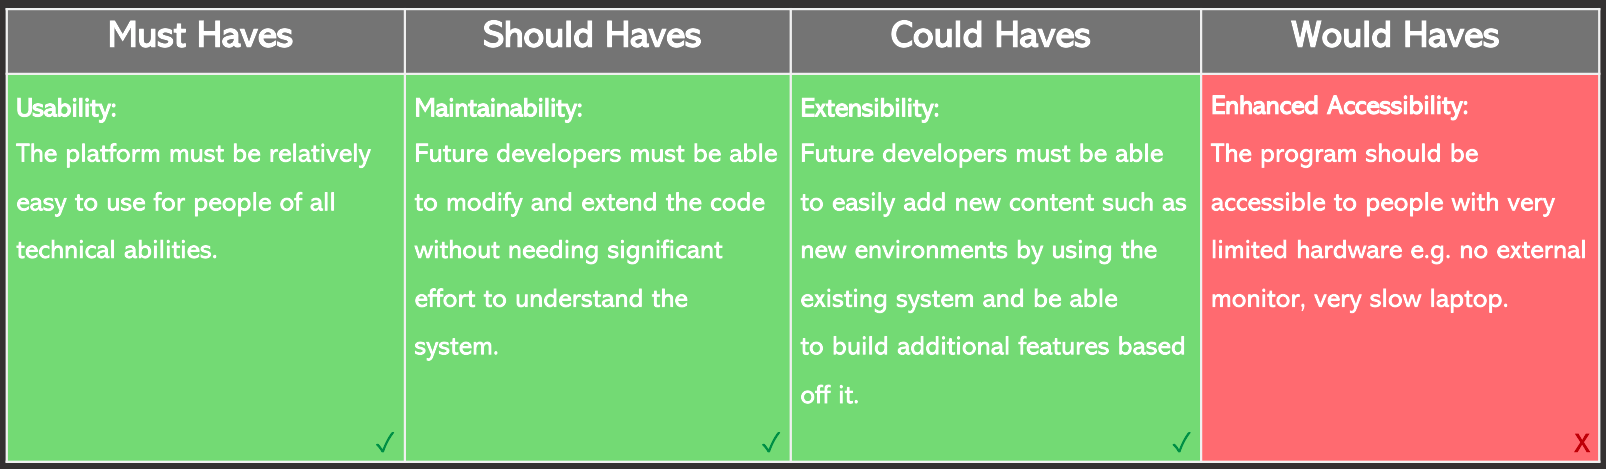 Must Haves
Should Haves
Could Haves
Would Haves
Usability:
The platform must be relatively
easy to use for people of all
technical abilities.
✓
Maintainability:
Future developers must be able
to modify and extend the code
without needing significant
effort to understand the
system.
✓
Extensibility:
Future developers must be able
to easily add new content such as
new environments by using the
existing system and be able
to build additional features based
off it.
✓
Enhanced Accessibility:
The program should be
accessible to people with very
limited hardware e.g. no external
monitor, very slow laptop.
X